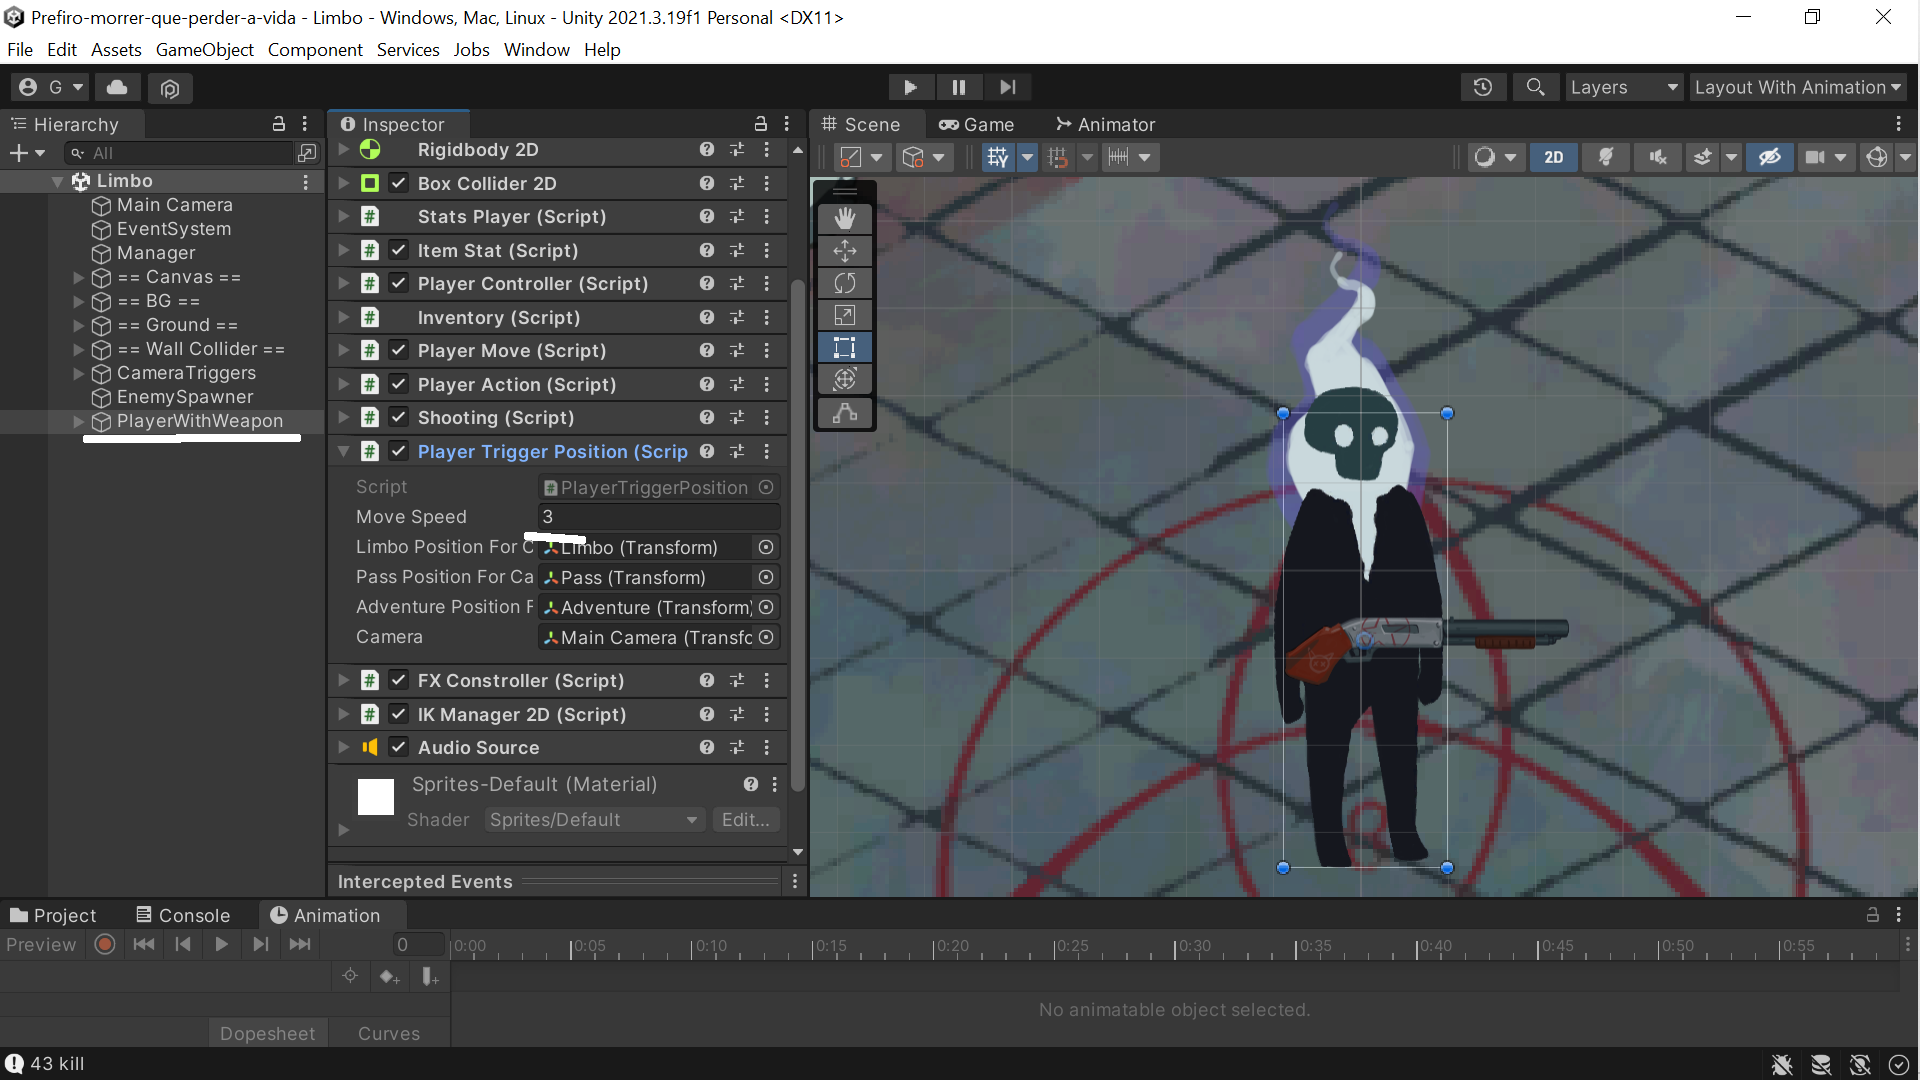 Prefiro-morrer-que-perder-a-vida - Limbo - Windows, Mac, Linux - Unity 2021.3.19f1 Personal <DX11>
File Edit Assets GameObject Component Services Jobs Window Help
G Layers Layout With Animation
Hierarchy
All
Limbo
Main Camera
EventSystem
Manager
== Canvas ==
== BG ==
== Ground ==
== Wall Collider ==
CameraTriggers
EnemySpawner
PlayerWithWeapon
Inspector
Rigidbody 2D
Box Collider 2D
Stats Player (Script)
Item Stat (Script)
Player Controller (Script)
Inventory (Script)
Player Move (Script)
Player Action (Script)
Shooting (Script)
Player Trigger Position (Scrip
Script PlayerTriggerPosition
Move Speed 3
Limbo Position For C Limbo (Transform)
Pass Position For Ca Pass (Transform)
Adventure Position F Adventure (Transform)
Camera Main Camera (Transfo
FX Constroller (Script)
IK Manager 2D (Script)
Audio Source
Sprites-Default (Material)
Shader Sprites/Default Edit...
Intercepted Events
Scene Game Animator
2D
Project Console Animation
Preview 0 0:00 0:05 0:10 0:15 0:20 0:25 0:30 0:35 0:40 0:45 0:50 0:55
No animatable object selected.
Dopesheet Curves
43 kill